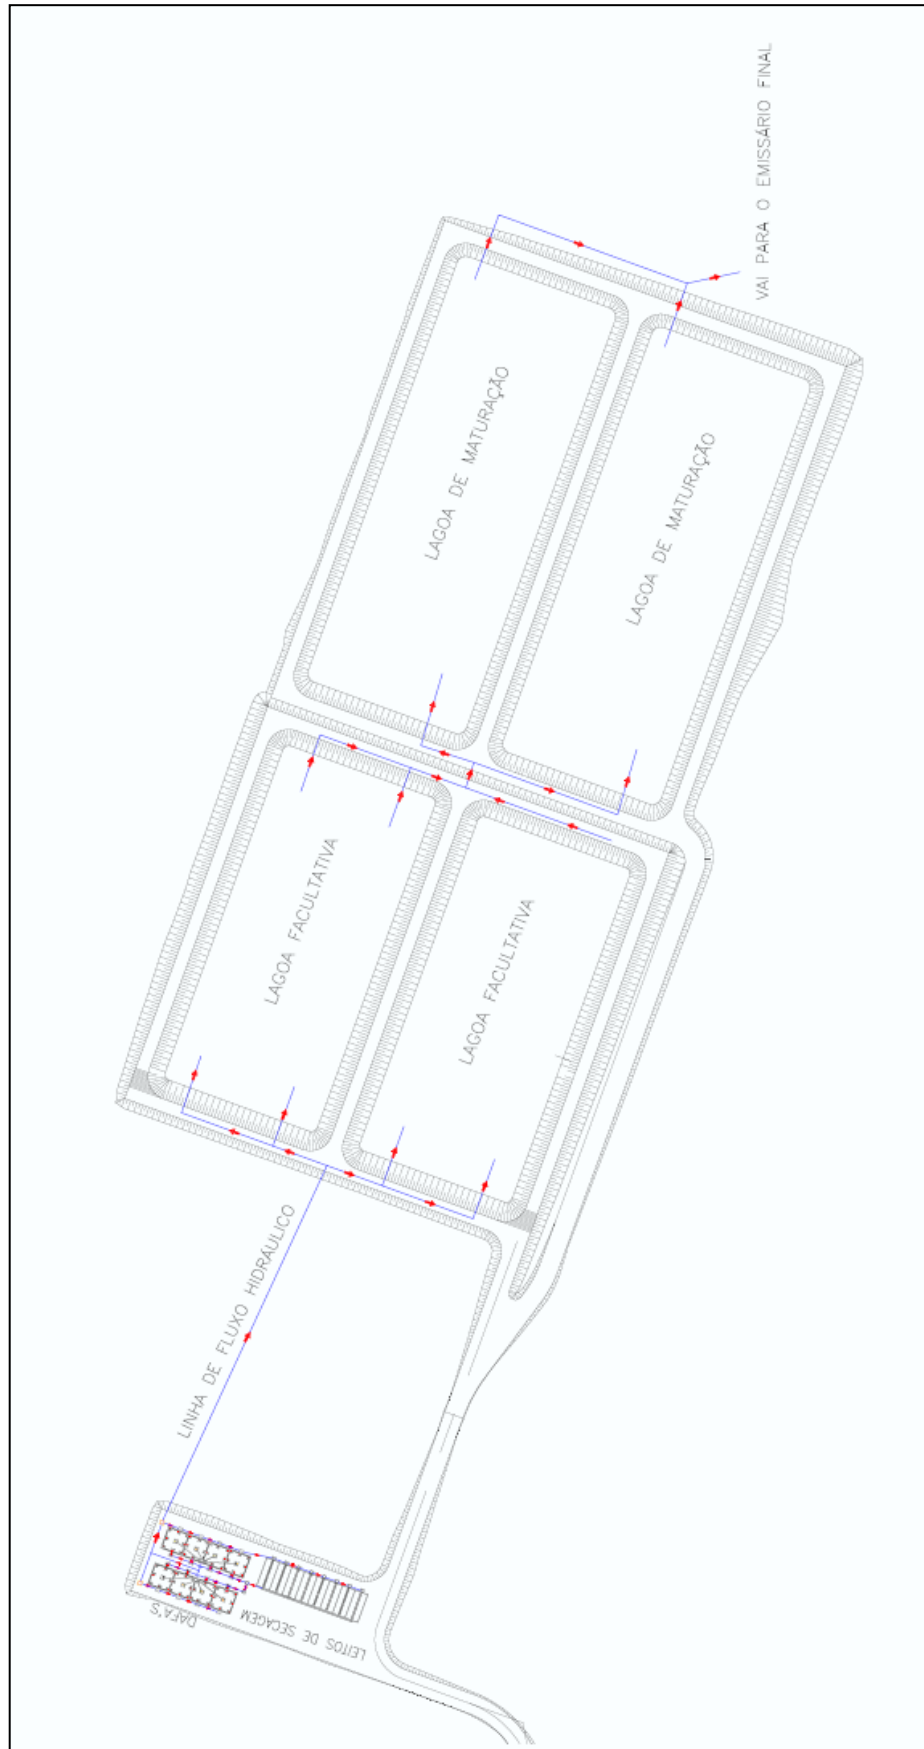 VAI PARA O EMISSÁRIO FINAL
LAGOA DE MATURAÇÃO
LAGOA DE MATURAÇÃO
LAGOA FACULTATIVA
LAGOA FACULTATIVA
LINHA DE FLUXO HIDRÁULICO
DAFA'S
LEITOS DE SECAGEM